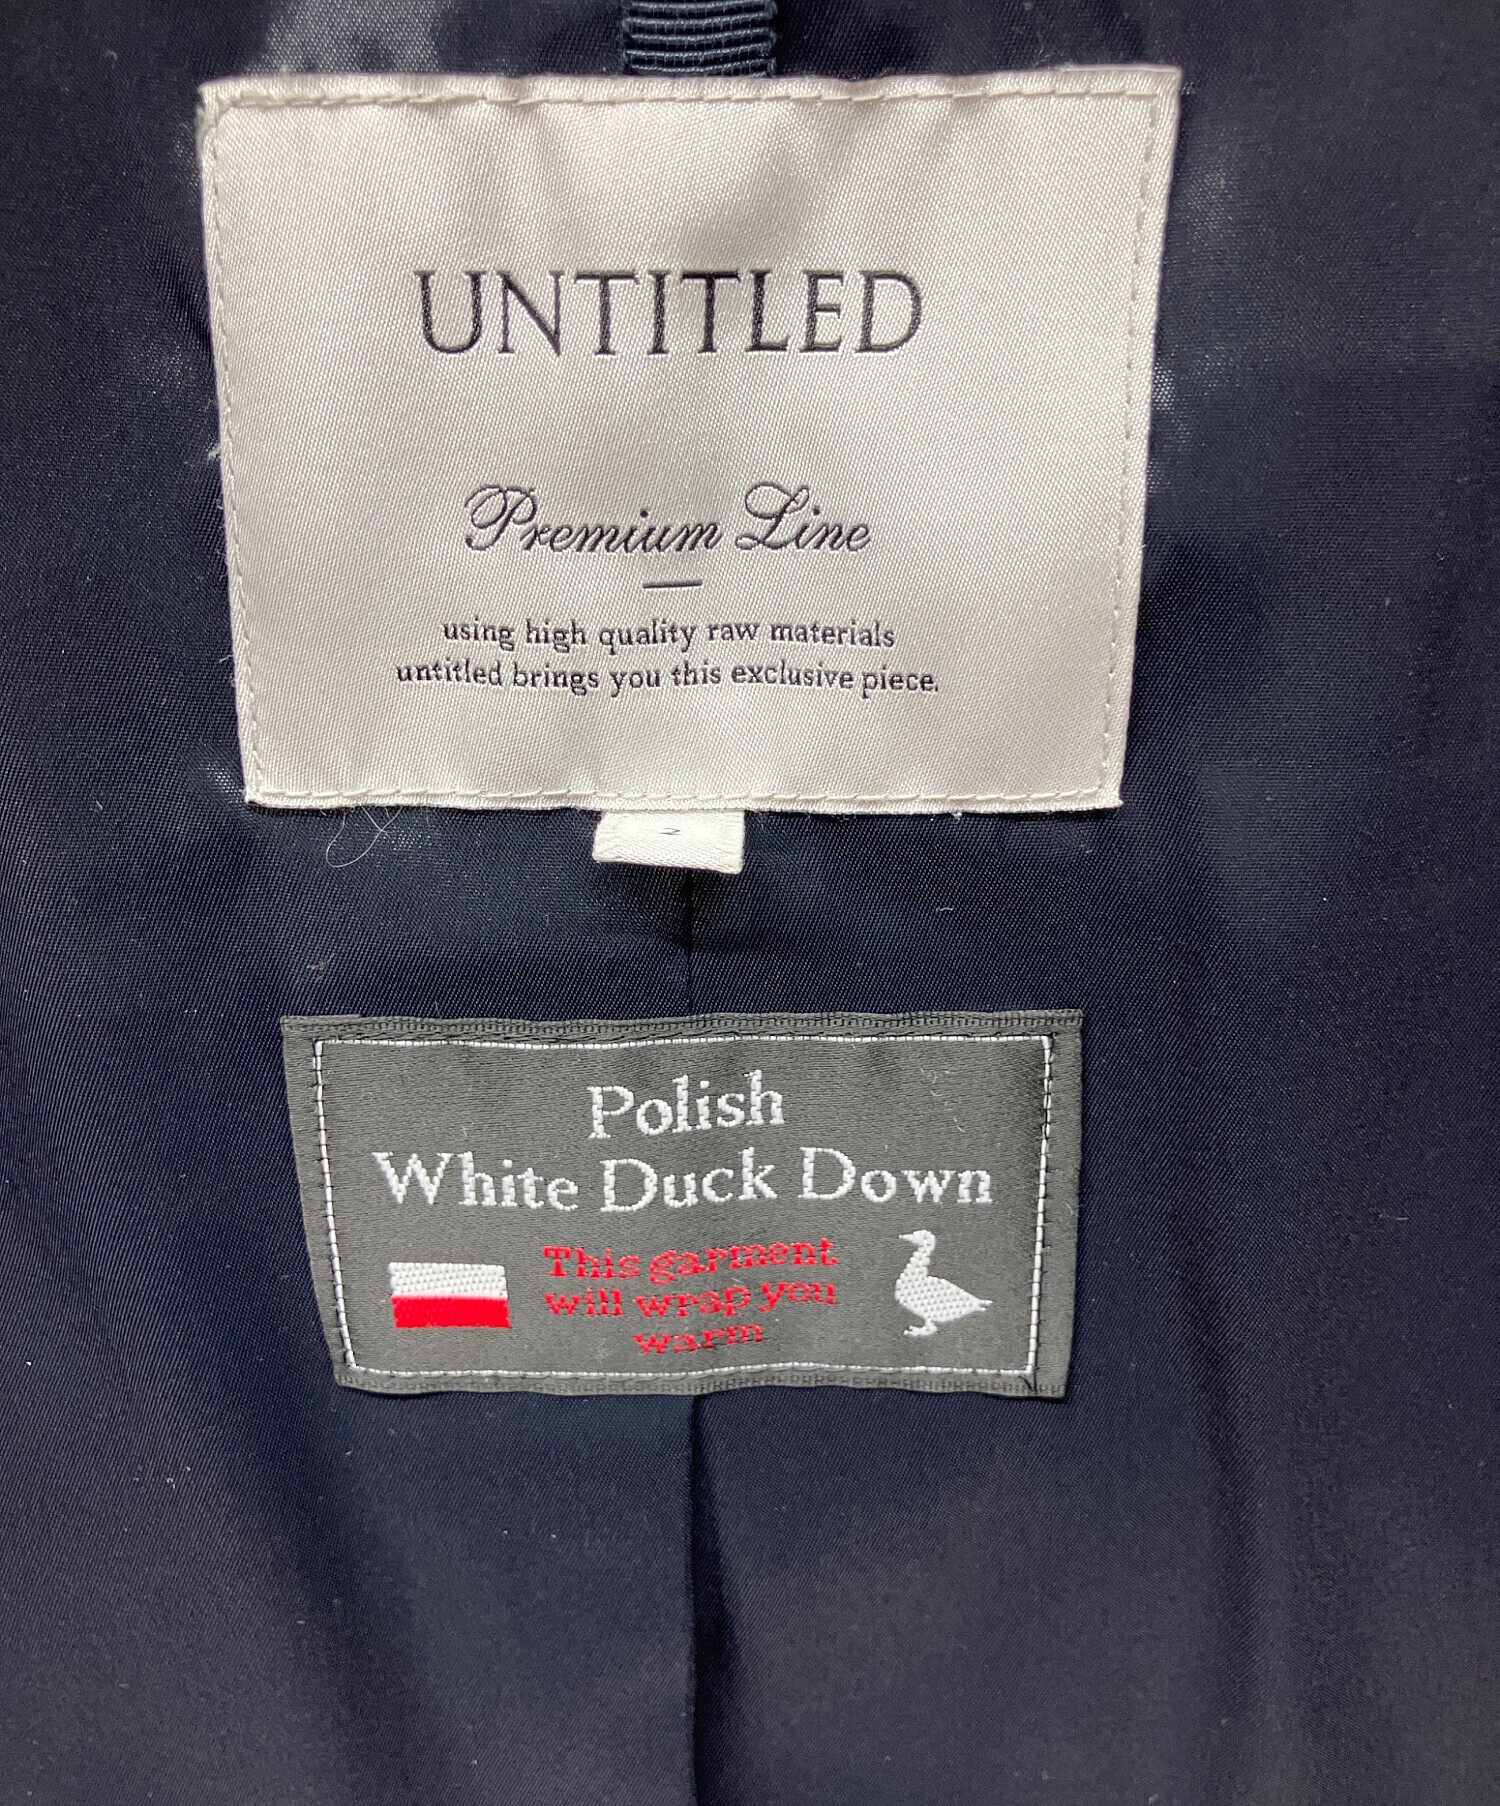 UNTITLED
Premium Line
using high quality raw materials
untitled brings you this exclusive piece.
2
Polish
White Duck Down
This garment
will wrap you
warm